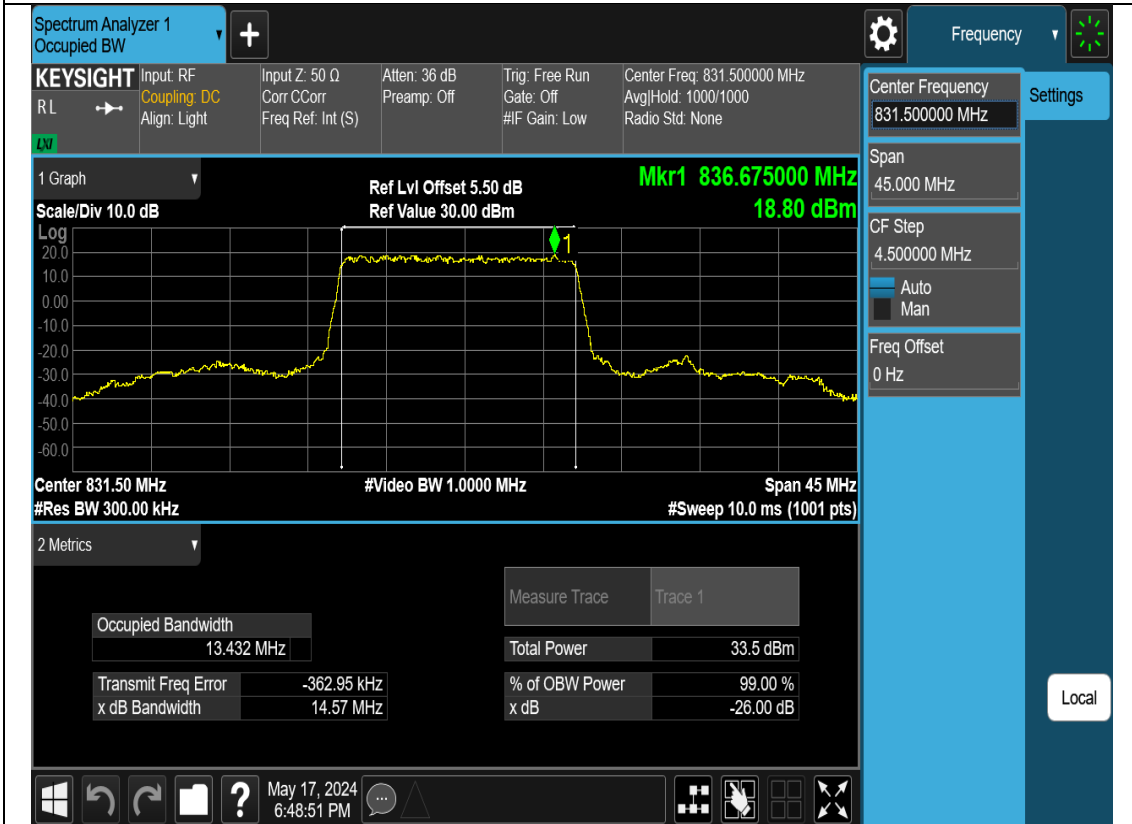 Spectrum Analyzer 1
Occupied BW
Frequency
KEYSIGHT
RL
LXI
Input: RF
Coupling: DC
Align: Light
Input Z: 50 Ω
Corr CCorr
Freq Ref: Int (S)
Atten: 36 dB
Preamp: Off
Trig: Free Run
Gate: Off
#IF Gain: Low
Center Freq: 831.500000 MHz
Avg|Hold: 1000/1000
Radio Std: None
Center Frequency
831.500000 MHz
Settings
Span
45.000 MHz
CF Step
4.500000 MHz
Auto
Man
Freq Offset
0 Hz
Local
1 Graph
Scale/Div 10.0 dB
Ref Lvl Offset 5.50 dB
Ref Value 30.00 dBm
Mkr1 836.675000 MHz
18.80 dBm
Log
1
20.0
10.0
0.00
-10.0
-20.0
-30.0
-40.0
-50.0
-60.0
Center 831.50 MHz
#Video BW 1.0000 MHz
Span 45 MHz
#Res BW 300.00 kHz
#Sweep 10.0 ms (1001 pts)
2 Metrics
Measure Trace
Trace 1
Occupied Bandwidth
13.432 MHz
Total Power
33.5 dBm
Transmit Freq Error
-362.95 kHz
% of OBW Power
99.00 %
x dB Bandwidth
14.57 MHz
x dB
-26.00 dB
?
May 17, 2024
6:48:51 PM